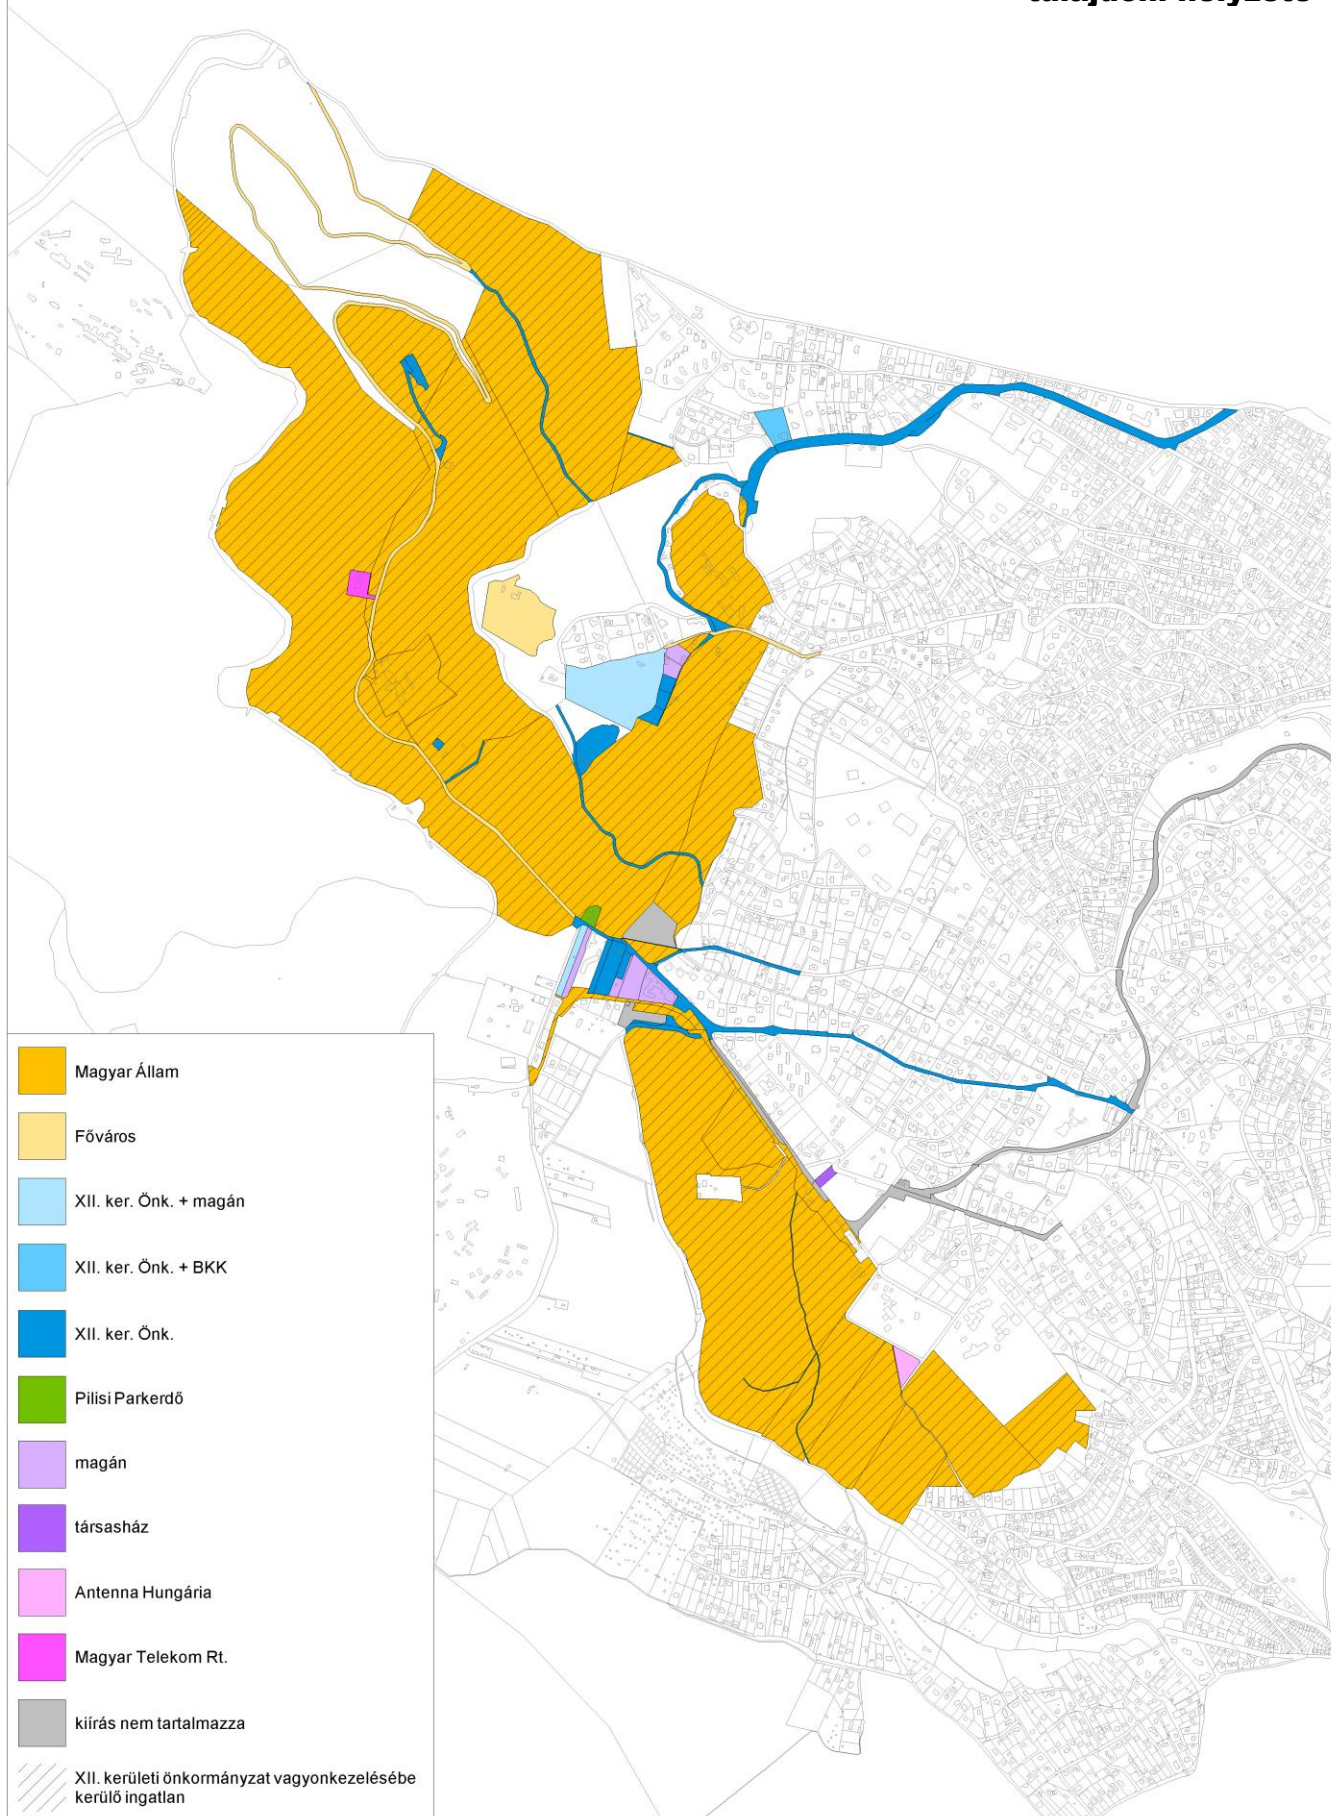 Magyar Állam
Főváros
XII. ker. Önk. + magán
XII. ker. Önk. + BKK
XII. ker. Önk.
Pilisi Parkerdő
magán
társasház
Antenna Hungária
Magyar Telekom Rt.
kiírás nem tartalmazza
XII. kerületi önkormányzat vagyonkezelésébe
kerülő ingatlan